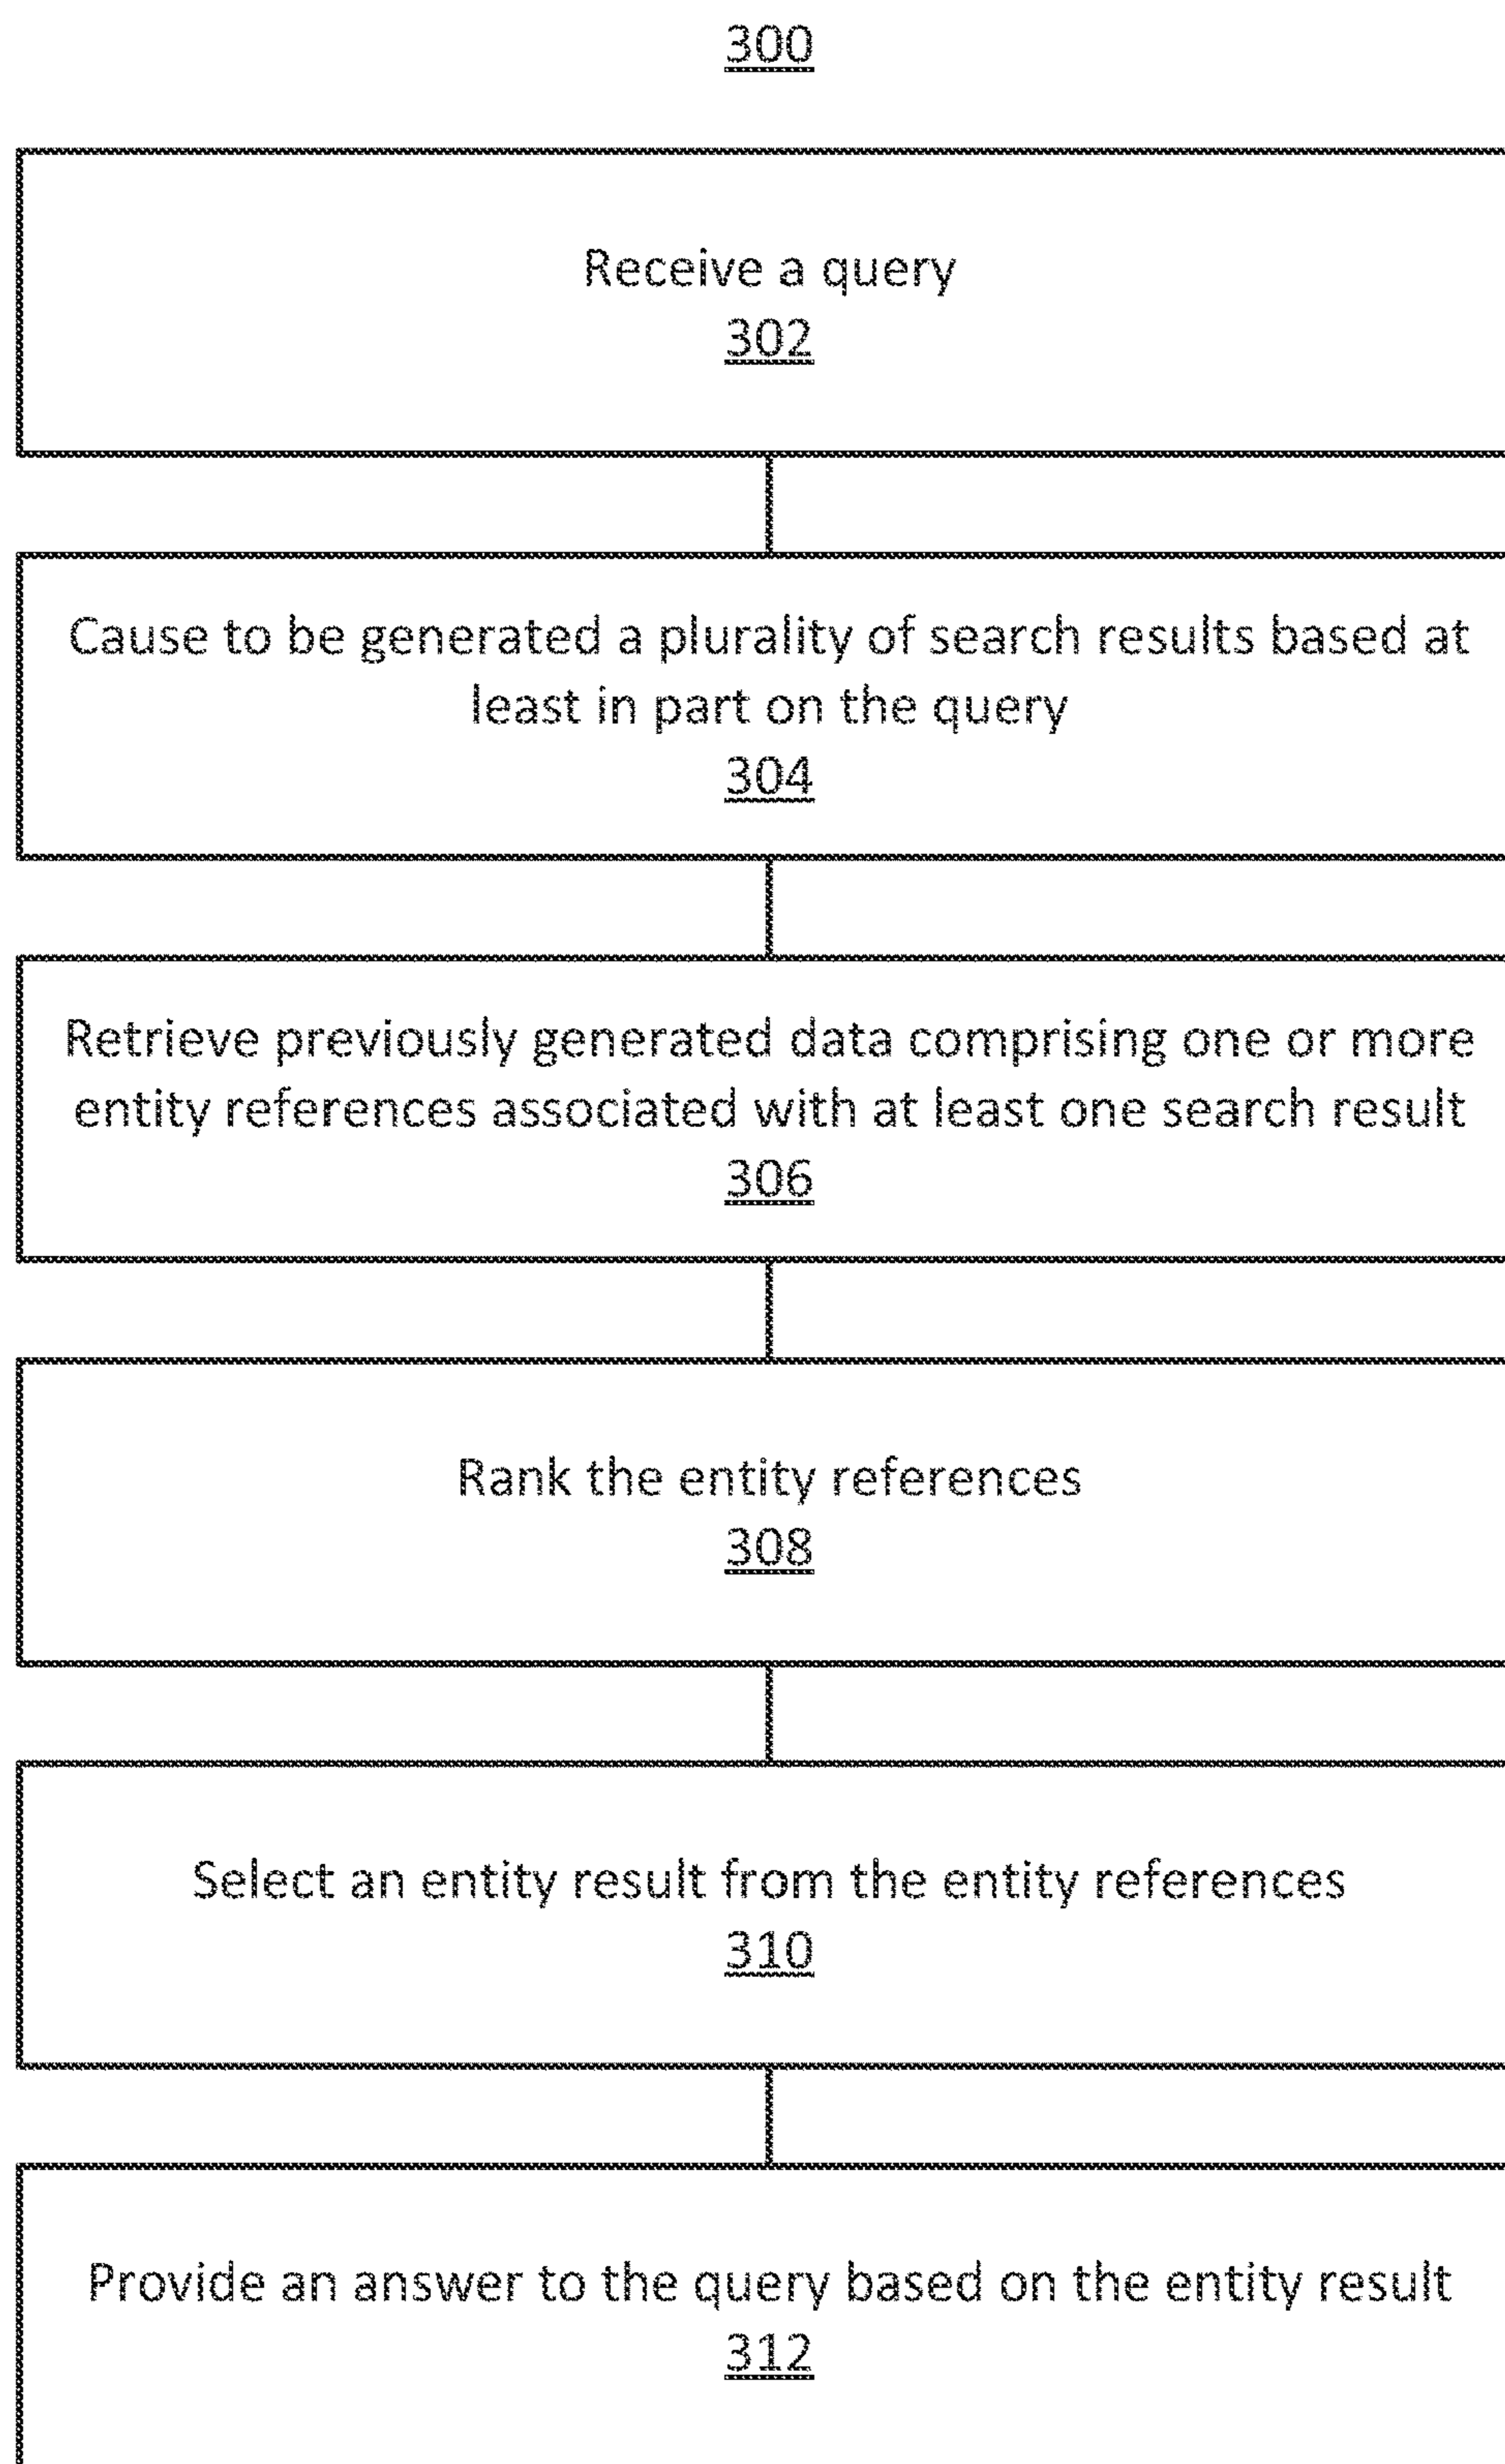 300
Receive a query
302
Cause to be generated a plurality of search results based at
least in part on the query
304
Retrieve previously generated data comprising one or more
entity references associated with at least one search result
306
Rank the entity references
308
Select an entity result from the entity references
310
Provide an answer to the query based on the entity result
312